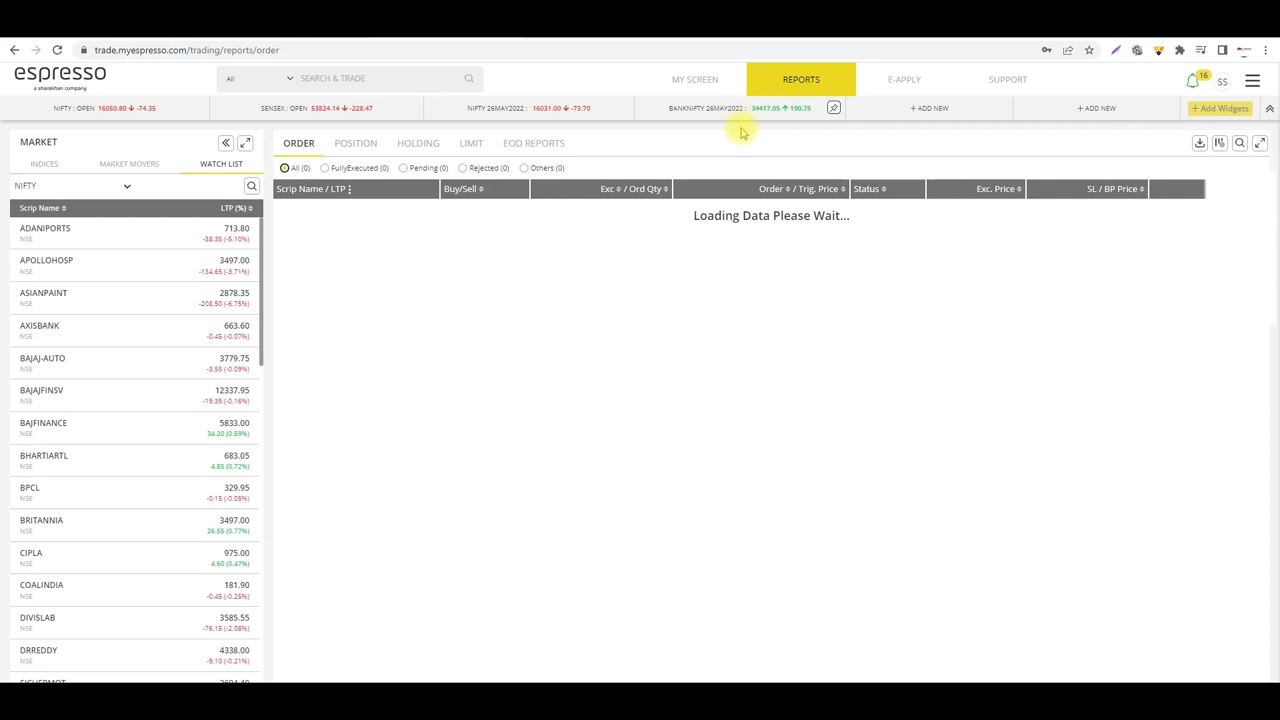 trade.myespresso.com/trading/reports/order
espresso
a sharekhan company
All
SEARCH & TRADE
MY SCREEN
REPORTS
E-APPLY
SUPPORT
16
SS
NIFTY : OPEN 16050.80 -74.35
SENSEX : OPEN 53824.14 -228.47
NIFTY 26MAY2022 : 16031.00 -73.70
BANKNIFTY 26MAY2022 : 34417.05 190.75
+ ADD NEW
+ ADD NEW
+ Add Widgets
MARKET
INDICES MARKET MOVERS WATCH LIST
NIFTY
Scrip Name LTP (%)
ADANIPORTS 713.80
NSE -38.35 (-5.10%)
APOLLOHOSP 3497.00
NSE -134.65 (-3.71%)
ASIANPAINT 2878.35
NSE -208.50 (-6.75%)
AXISBANK 663.60
NSE -0.45 (-0.07%)
BAJAJ-AUTO 3779.75
NSE -3.55 (-0.09%)
BAJAJFINSV 12337.95
NSE -19.35 (-0.16%)
BAJFINANCE 5833.00
NSE 34.20 (0.59%)
BHARTIARTL 683.05
NSE 4.85 (0.72%)
BPCL 329.95
NSE -0.15 (-0.05%)
BRITANNIA 3497.00
NSE 26.55 (0.77%)
CIPLA 975.00
NSE 4.60 (0.47%)
COALINDIA 181.90
NSE -0.45 (-0.25%)
DIVISLAB 3585.55
NSE -76.15 (-2.08%)
DRREDDY 4338.00
NSE -9.10 (-0.21%)
ORDER POSITION HOLDING LIMIT EOD REPORTS
All (0) FullyExecuted (0) Pending (0) Rejected (0) Others (0)
Scrip Name / LTP Buy/Sell Exc / Ord Qty Order / Trig. Price Status Exc. Price SL / BP Price
Loading Data Please Wait...